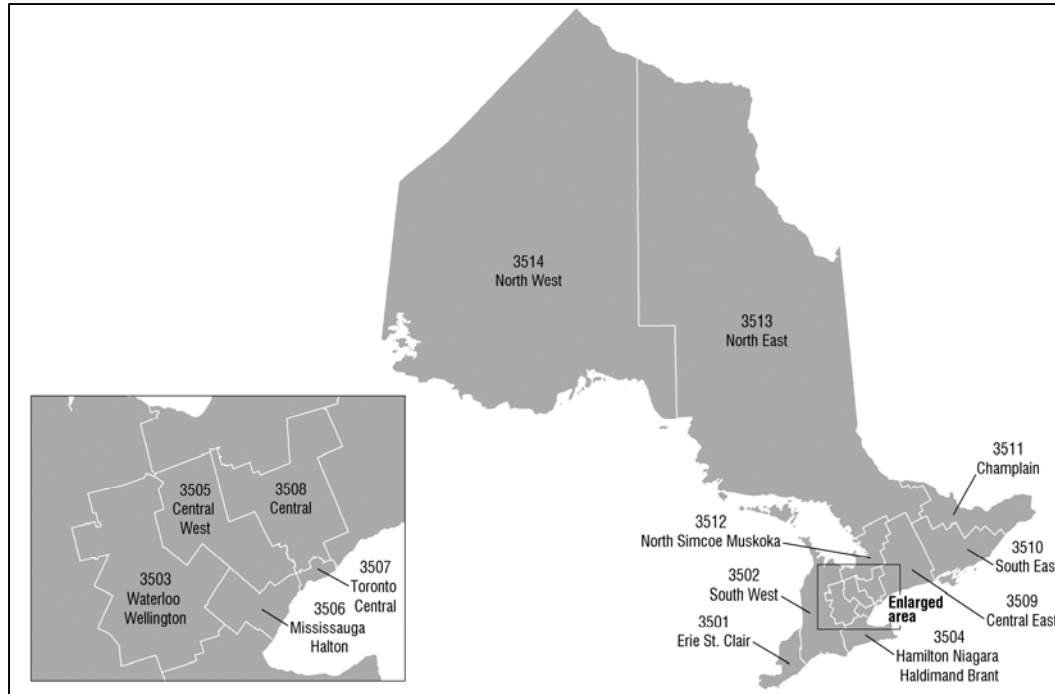 3514
North West
3513
North East
3511
Champlain
3512
North Simcoe Muskoka
3510
South East
3502
South West
3509
Central East
Enlarged
area
3501
Erie St. Clair
3504
Hamilton Niagara
Haldimand Brant
3505
Central
West
3508
Central
3503
Waterloo
Wellington
3507
Toronto
Central
3506
Mississauga
Halton